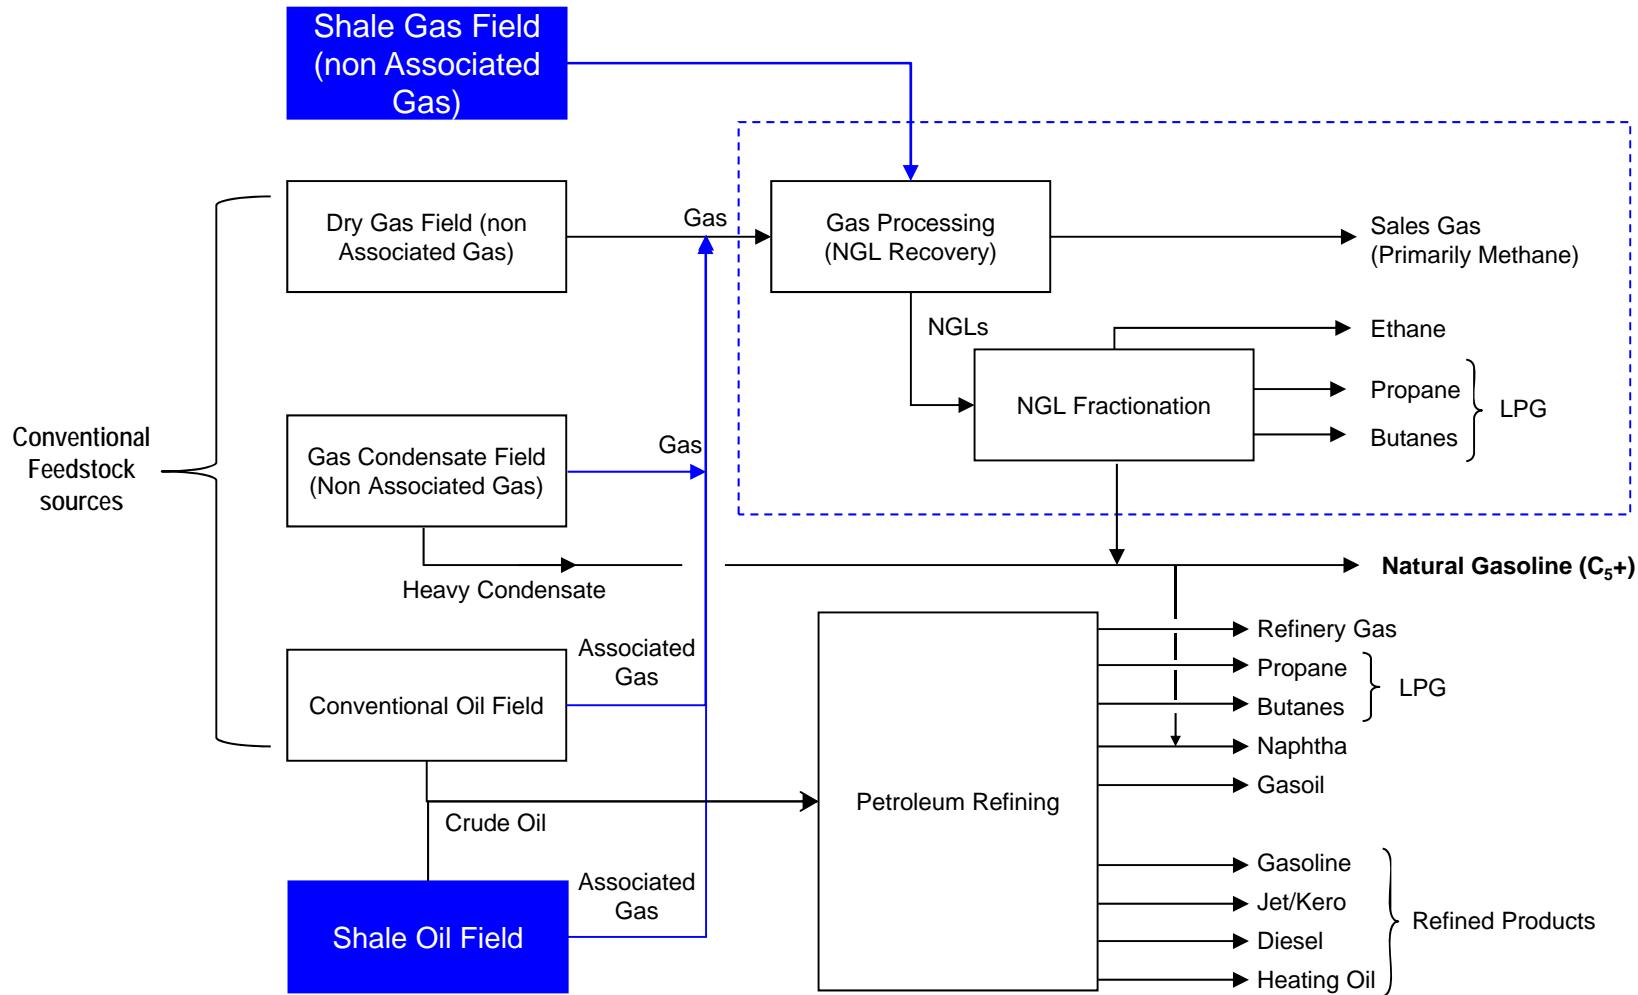 Shale Gas Field
(non Associated
Gas)
Dry Gas Field (non
Associated Gas)
Gas
Gas Processing
(NGL Recovery)
Sales Gas
(Primarily Methane)
NGLs
Ethane
NGL Fractionation
Propane
Butanes
LPG
Conventional
Feedstock
sources
Gas Condensate Field
(Non Associated Gas)
Gas
Heavy Condensate
Natural Gasoline (C₅+)
Conventional Oil Field
Associated
Gas
Crude Oil
Petroleum Refining
Refinery Gas
Propane
Butanes
LPG
Naphtha
Gasoil
Shale Oil Field
Associated
Gas
Gasoline
Jet/Kero
Diesel
Heating Oil
Refined Products